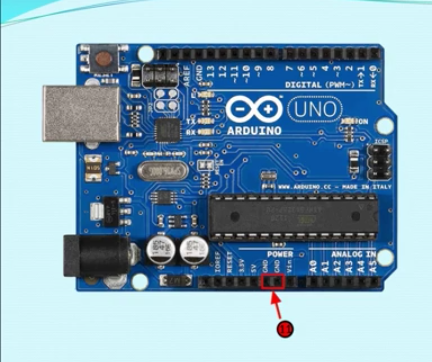 AREF
GND
13
12
~11
~10
~9
8
7
~6
~5
4
~3
2
TX→1
RX←0
DIGITAL (PWM~)
UNO
TX
RX
ARDUINO
ON
ICSP
WWW.ARDUINO.CC - MADE IN ITALY
POWER
ANALOG IN
IOREF
RESET
3.3V
5V
GND
GND
Vin
A0
A1
A2
A3
A4
A5
11